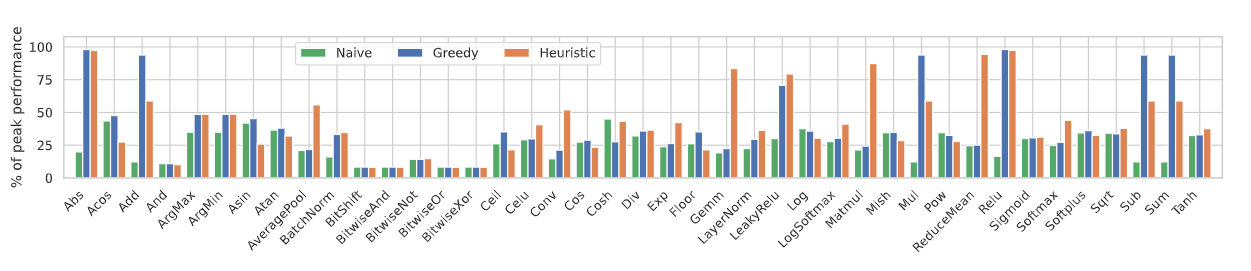 % of peak performance
100
75
50
25
0
Naive Greedy Heuristic
Abs
Acos
Add
And
ArgMax
ArgMin
Asin
Atan
AveragePool
BatchNorm
BitShift
BitwiseAnd
BitwiseNot
BitwiseOr
BitwiseXor
Ceil
Celu
Conv
Cos
Cosh
Div
Exp
Floor
Gemm
LayerNorm
LeakyRelu
Log
LogSoftmax
Matmul
Mish
Mul
Pow
ReduceMean
Relu
Sigmoid
Softmax
Softplus
Sqrt
Sub
Sum
Tanh